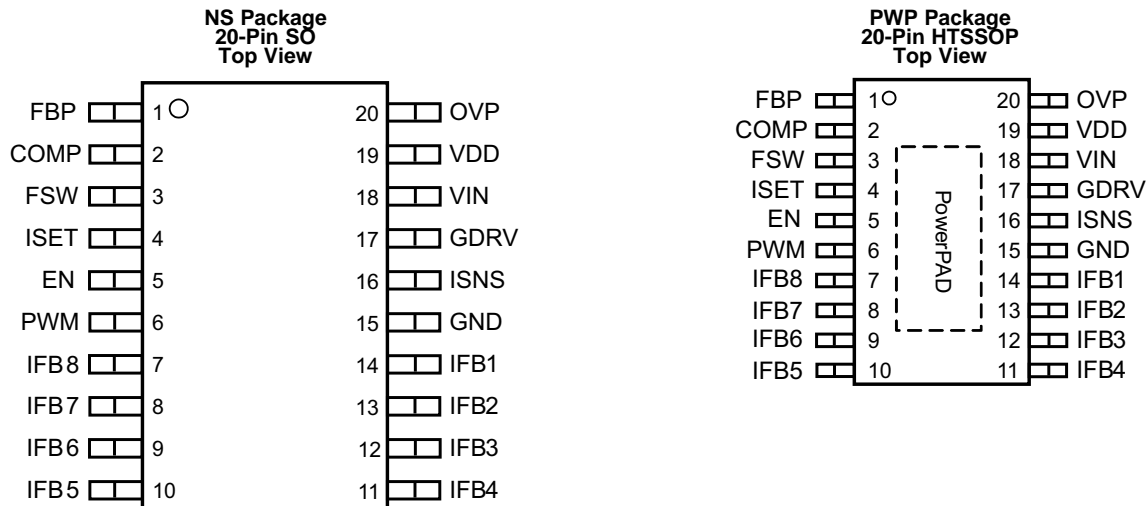 NS Package
20-Pin SO
Top View
FBP 1 20 OVP
COMP 2 19 VDD
FSW 3 18 VIN
ISET 4 17 GDRV
EN 5 16 ISNS
PWM 6 15 GND
IFB8 7 14 IFB1
IFB7 8 13 IFB2
IFB6 9 12 IFB3
IFB5 10 11 IFB4
PWP Package
20-Pin HTSSOP
Top View
FBP 1 20 OVP
COMP 2 19 VDD
FSW 3 18 VIN
ISET 4 17 GDRV
EN 5 16 ISNS
PWM 6 15 GND
IFB8 7 14 IFB1
IFB7 8 13 IFB2
IFB6 9 12 IFB3
IFB5 10 11 IFB4
PowerPAD